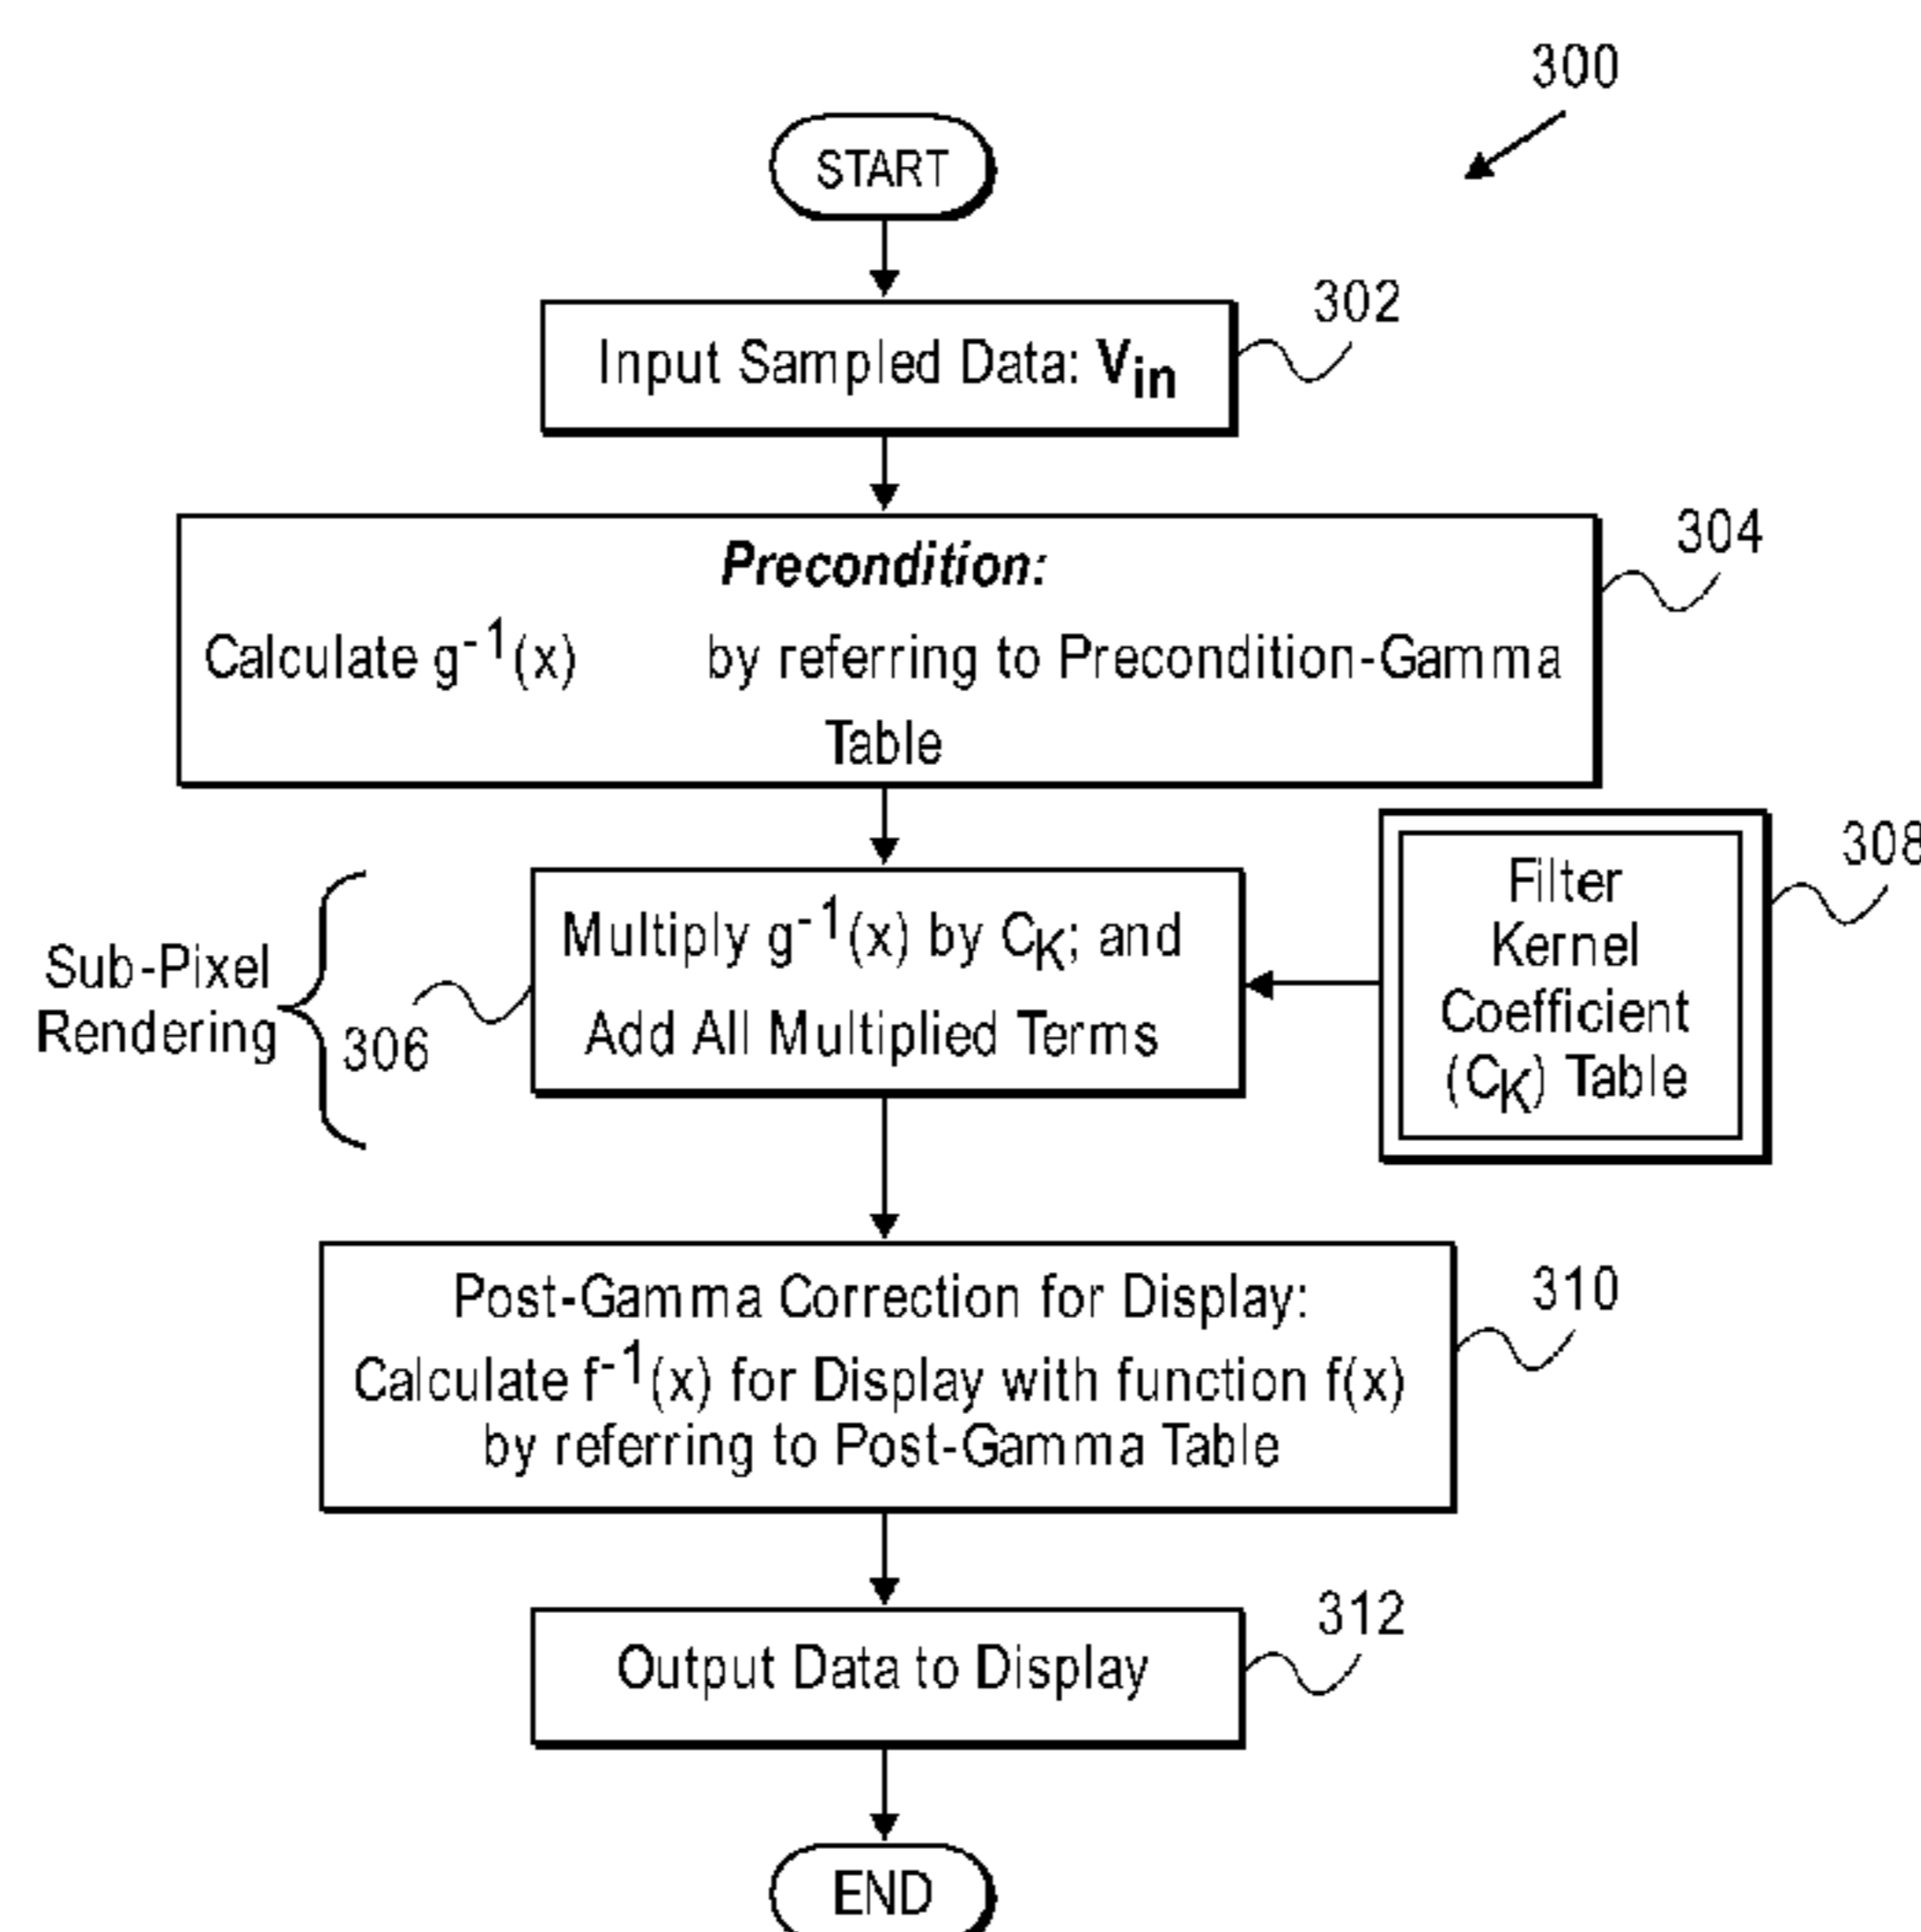 300
START
302
Input Sampled Data: Vin
304
Precondition:
Calculate g-1(x) by referring to Precondition-Gamma
Table
308
Filter
Kernel
Coefficient
(CK) Table
Sub-Pixel
Rendering
306
Multiply g-1(x) by CK; and
Add All Multiplied Terms
310
Post-Gamma Correction for Display:
Calculate f-1(x) for Display with function f(x)
by referring to Post-Gamma Table
312
Output Data to Display
END